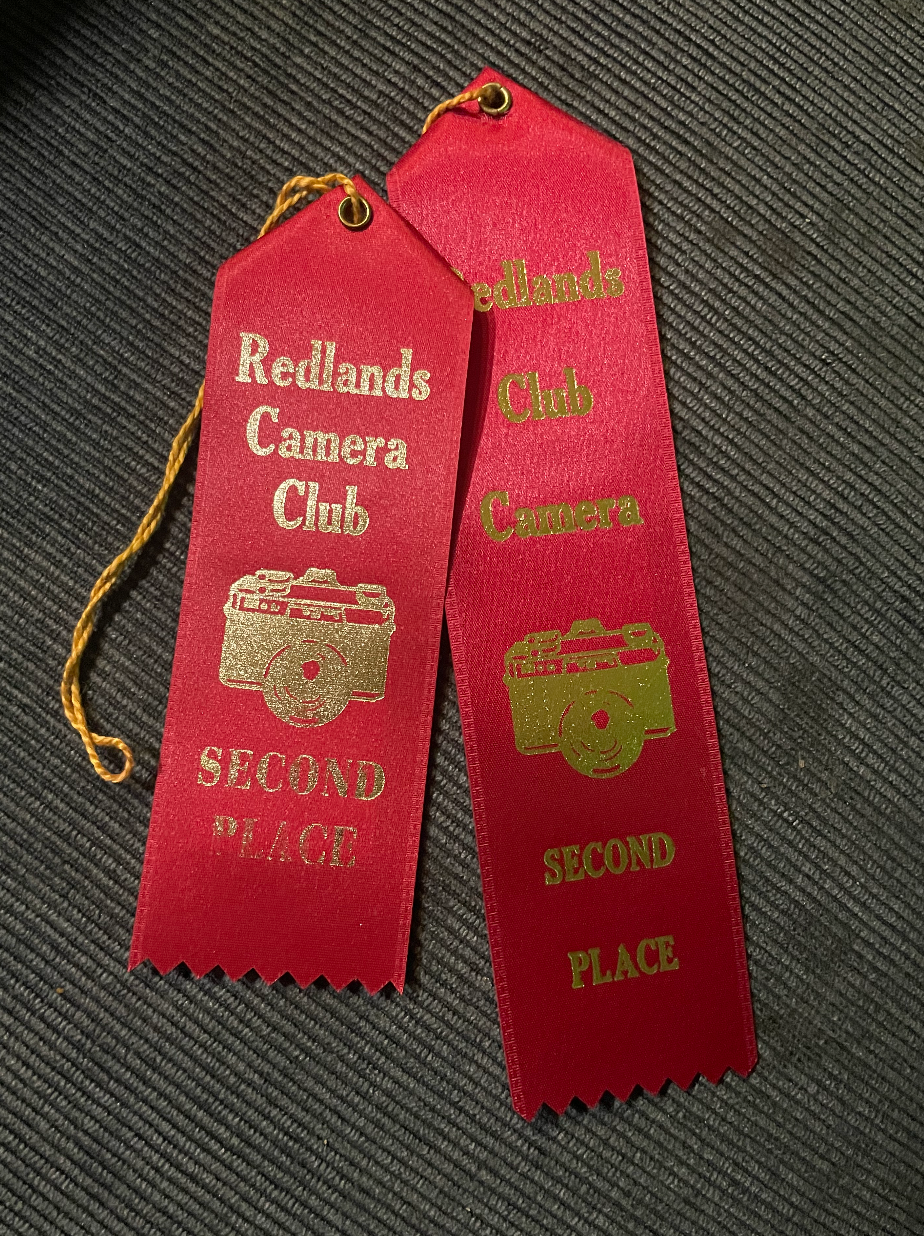 Redlands
Camera
Club
SECOND
PLACE
edlands
Club
Camera
SECOND
PLACE